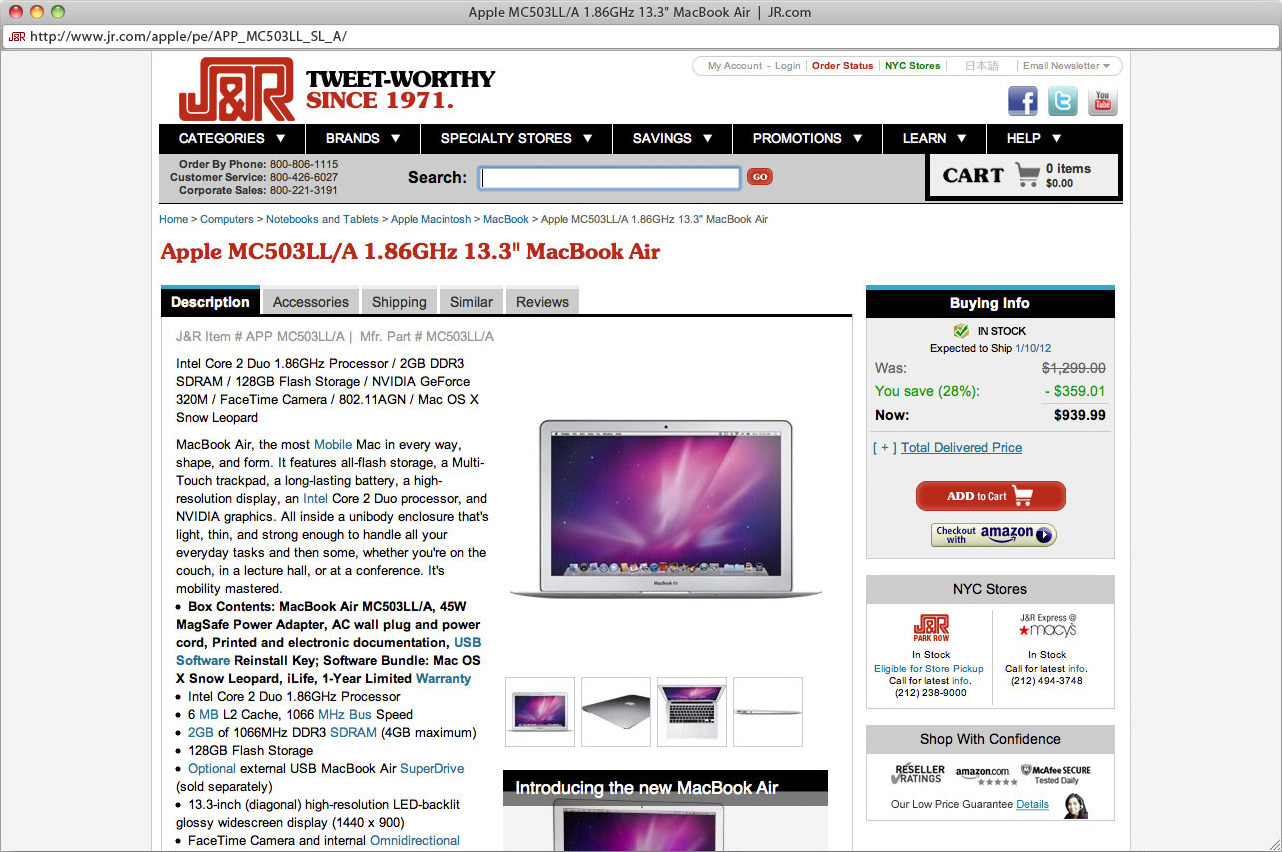 Apple MC503LL/A 1.86GHz 13.3" MacBook Air | JR.com
J&R http://www.jr.com/apple/pe/APP_MC503LL_SL_A/
J&R
TWEET-WORTHY
SINCE 1971.
My Account - Login | Order Status | NYC Stores | 日本語 | Email Newsletter
You Tube
CATEGORIES ▼ BRANDS ▼ SPECIALTY STORES ▼ SAVINGS ▼ PROMOTIONS ▼ LEARN ▼ HELP ▼
Order By Phone: 800-806-1115
Customer Service: 800-426-6027
Corporate Sales: 800-221-3191
Search:
GO
CART
0 items
$0.00
Home > Computers > Notebooks and Tablets > Apple Macintosh > MacBook > Apple MC503LL/A 1.86GHz 13.3" MacBook Air
Apple MC503LL/A 1.86GHz 13.3" MacBook Air
Description Accessories Shipping Similar Reviews
J&R Item # APP MC503LL/A | Mfr. Part # MC503LL/A
Intel Core 2 Duo 1.86GHz Processor / 2GB DDR3
SDRAM / 128GB Flash Storage / NVIDIA GeForce
320M / FaceTime Camera / 802.11AGN / Mac OS X
Snow Leopard
MacBook Air, the most Mobile Mac in every way,
shape, and form. It features all-flash storage, a Multi-
Touch trackpad, a long-lasting battery, a high-
resolution display, an Intel Core 2 Duo processor, and
NVIDIA graphics. All inside a unibody enclosure that's
light, thin, and strong enough to handle all your
everyday tasks and then some, whether you're on the
couch, in a lecture hall, or at a conference. It's
mobility mastered.
• Box Contents: MacBook Air MC503LL/A, 45W
MagSafe Power Adapter, AC wall plug and power
cord, Printed and electronic documentation, USB
Software Reinstall Key; Software Bundle: Mac OS
X Snow Leopard, iLife, 1-Year Limited Warranty
• Intel Core 2 Duo 1.86GHz Processor
• 6 MB L2 Cache, 1066 MHz Bus Speed
• 2GB of 1066MHz DDR3 SDRAM (4GB maximum)
• 128GB Flash Storage
• Optional external USB MacBook Air SuperDrive
(sold separately)
• 13.3-inch (diagonal) high-resolution LED-backlit
glossy widescreen display (1440 x 900)
• FaceTime Camera and internal Omnidirectional
MacBook Air
Introducing the new MacBook Air
Buying Info
IN STOCK
Expected to Ship 1/10/12
Was: $1,299.00
You save (28%): - $359.01
Now: $939.99
[ + ] Total Delivered Price
ADD to Cart
Checkout with amazon
NYC Stores
J&R
PARK ROW
In Stock
Eligible for Store Pickup
Call for latest info.
(212) 238-9000
J&R Express @
★macy's
In Stock
Call for latest info.
(212) 494-3748
Shop With Confidence
RESELLER RATINGS
amazon.com
McAfee SECURE
Tested Daily
Our Low Price Guarantee Details